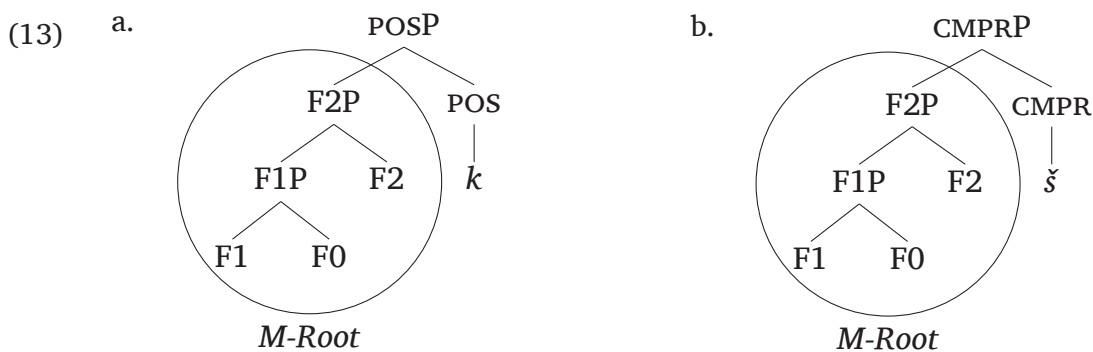 (13) a. POSP b. CMPRP
F2P POS F2P CMPR
F1P F2 k F1P F2 š
F1 F0 F1 F0
M-Root M-Root